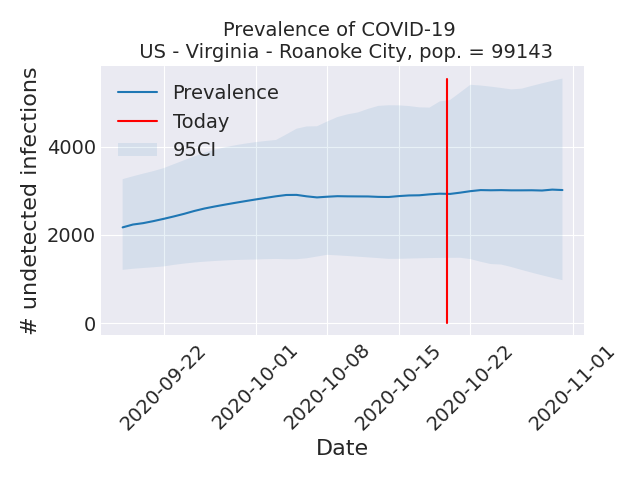 Prevalence of COVID-19
US - Virginia - Roanoke City, pop. = 99143
# undetected infections
4000
2000
0
Prevalence
Today
95CI
2020-09-22
2020-10-01
2020-10-08
2020-10-15
2020-10-22
2020-11-01
Date